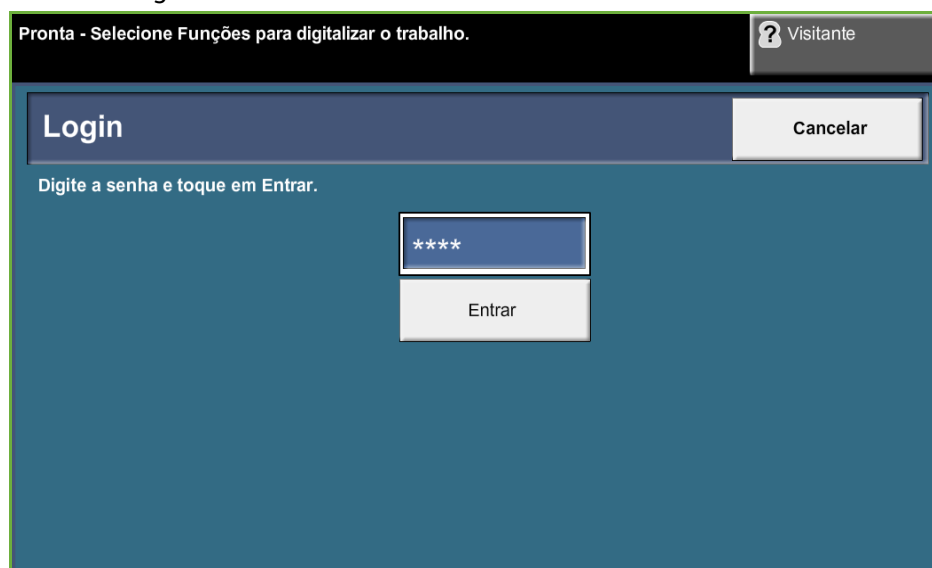 Pronta - Selecione Funções para digitalizar o trabalho.
? Visitante
Login
Cancelar
Digite a senha e toque em Entrar.
****
Entrar